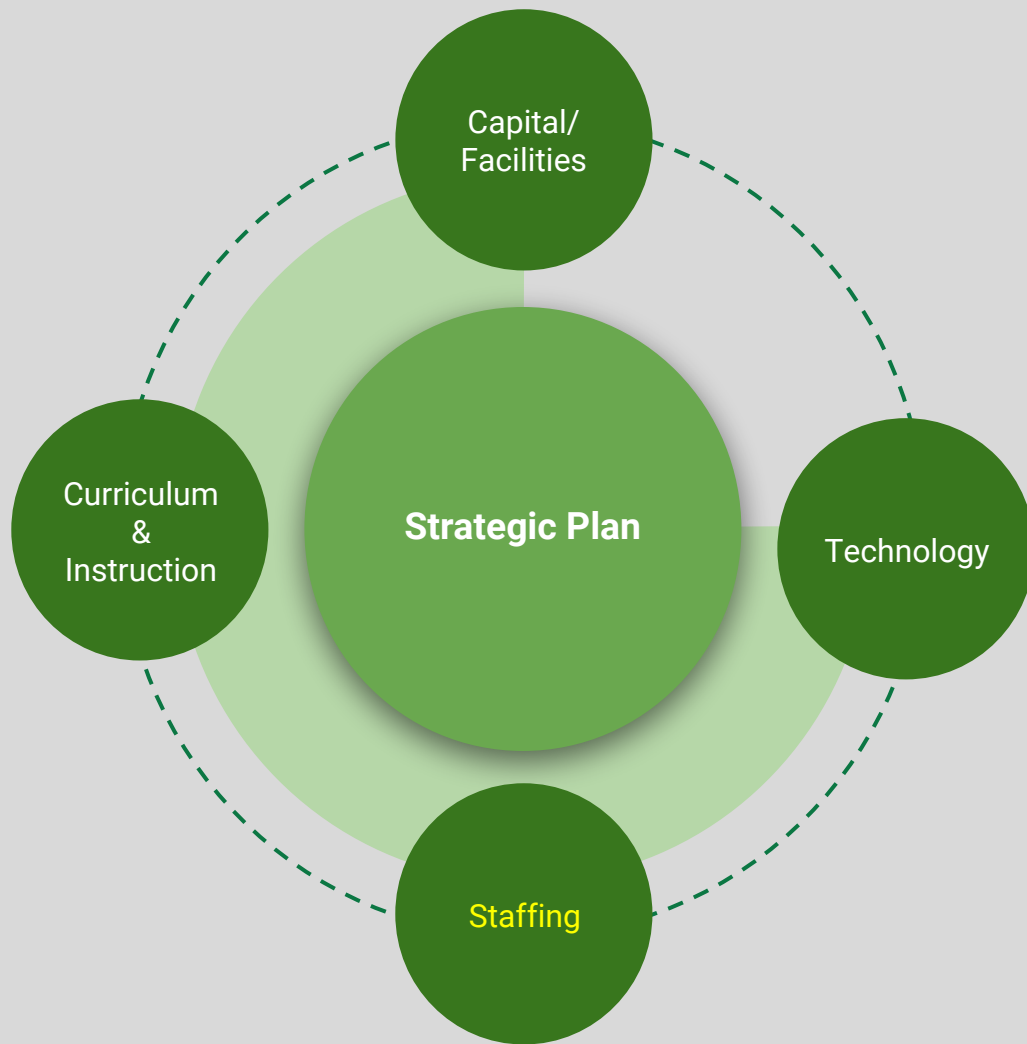 Capital/
Facilities
Curriculum
&
Instruction
Strategic Plan
Technology
Staffing